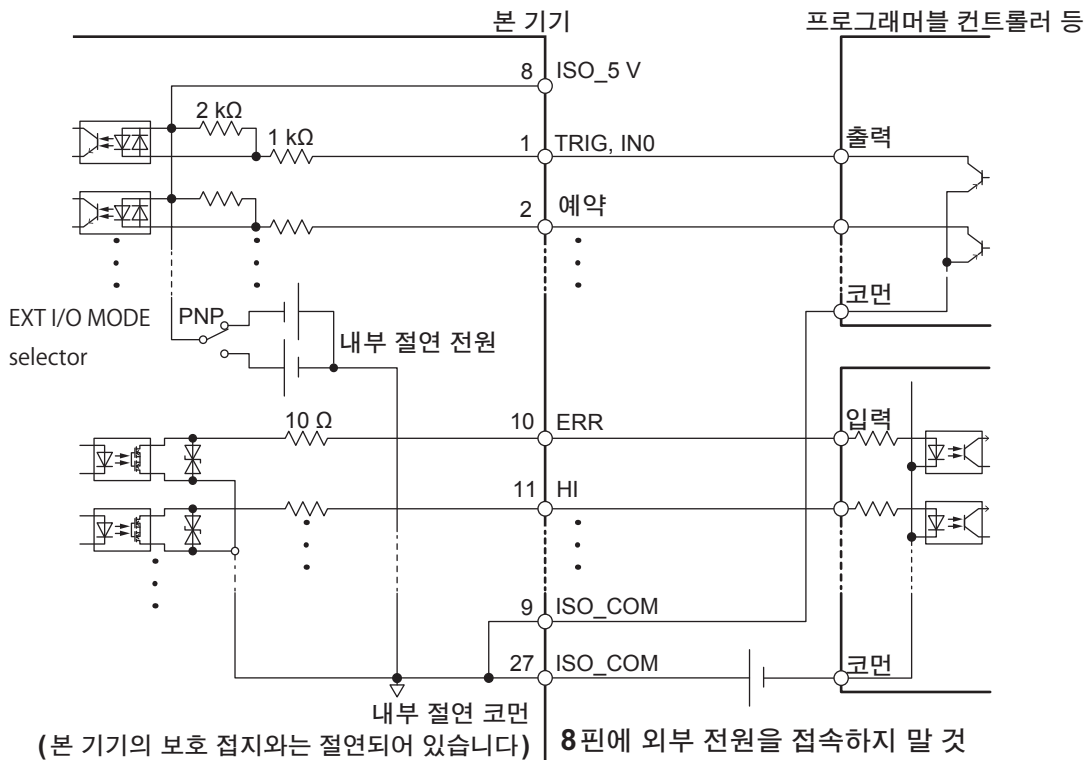 본 기기
프로그래머블 컨트롤러 등
8 ISO_5 V
2 kΩ
1 kΩ
1 TRIG, IN0
출력
2 예약
코먼
EXT I/O MODE
selector
PNP
내부 절연 전원
10 Ω
10 ERR
입력
11 HI
9 ISO_COM
27 ISO_COM
코먼
내부 절연 코먼
(본 기기의 보호 접지와는 절연되어 있습니다)
8핀에 외부 전원을 접속하지 말 것